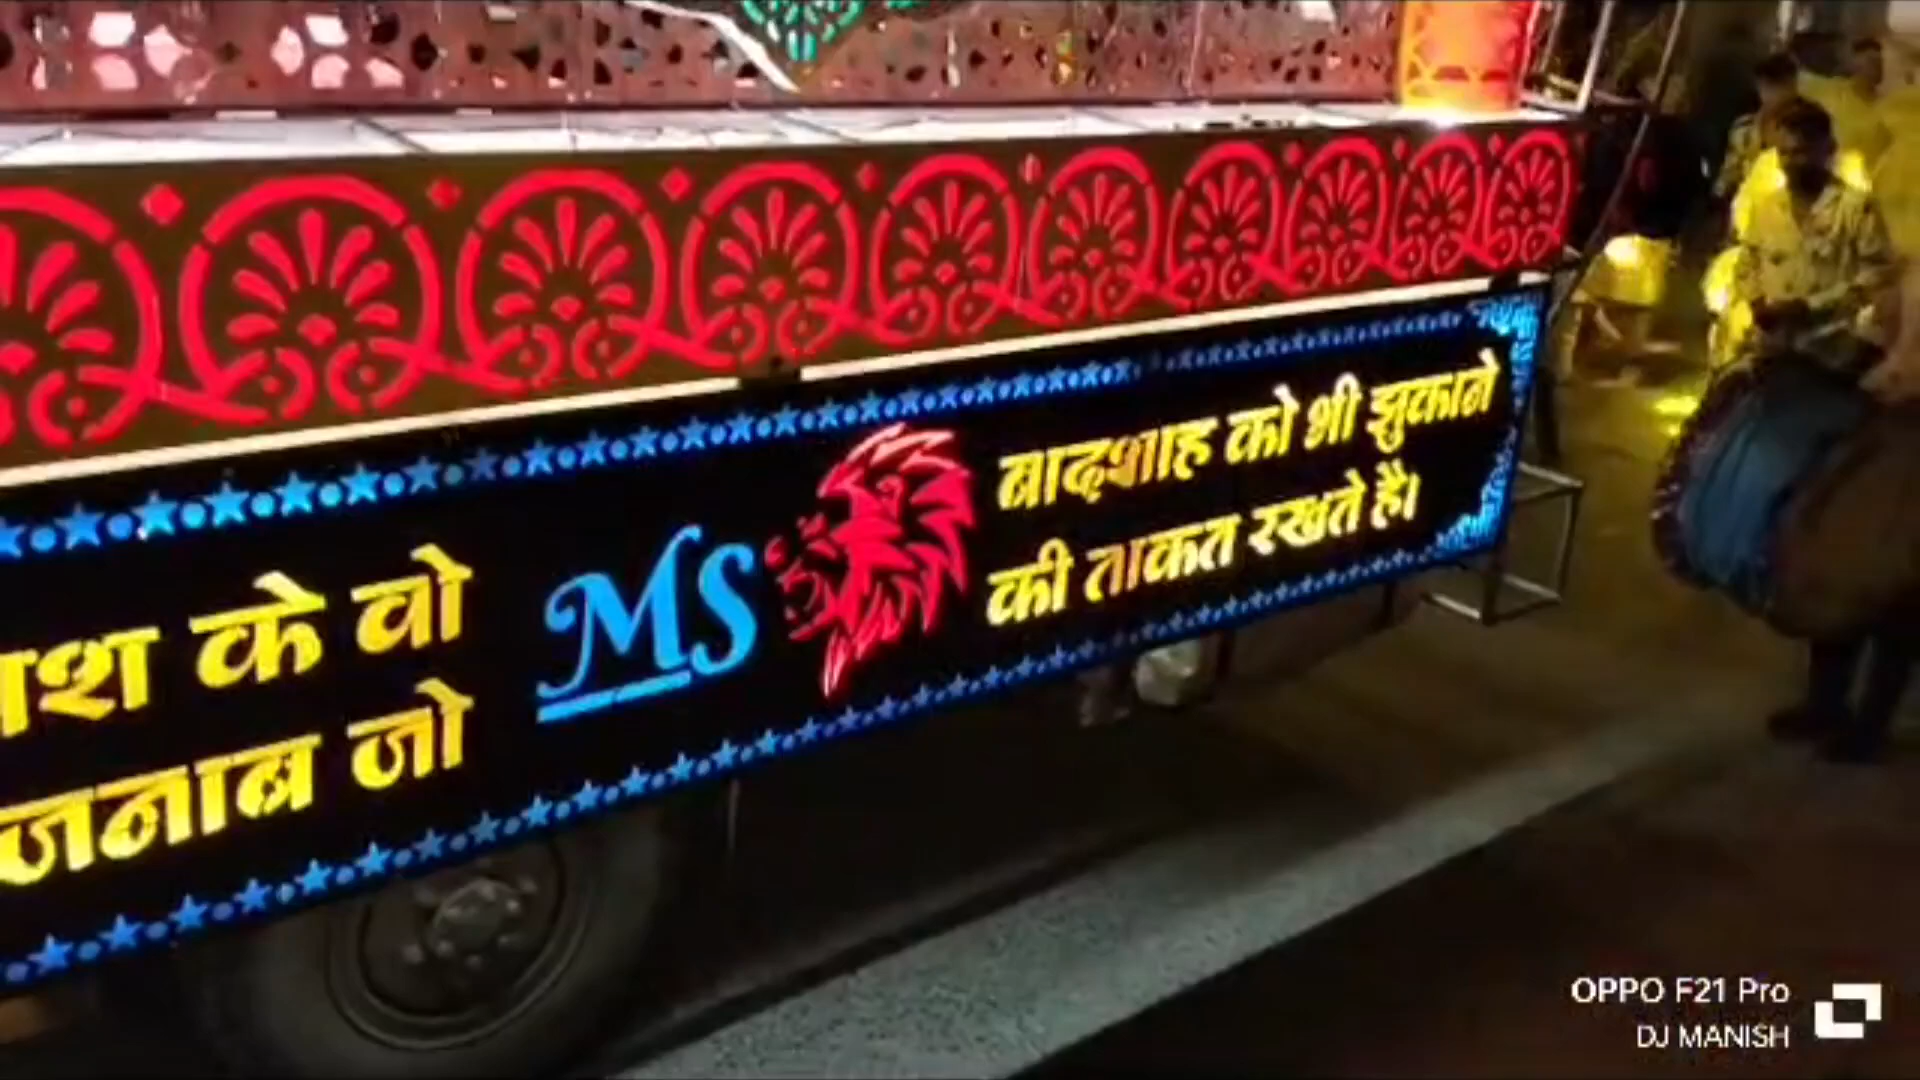 के वो
जनाब जो
MS
बादशाह को भी झुकाने
की ताकत रखते है।
OPPO F21 Pro
DJ MANISH